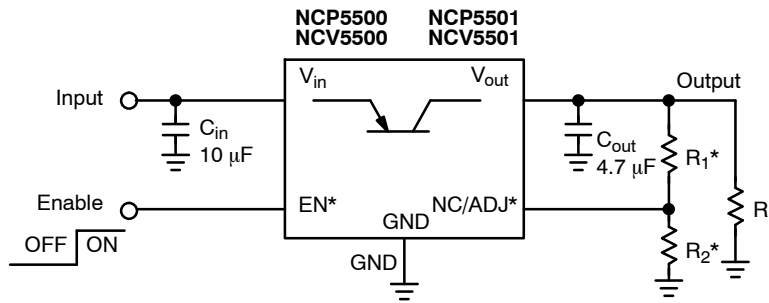 NCP5500 NCP5501
NCV5500 NCV5501
Vin Vout Output
Input
Cin
10 μF
Cout
4.7 μF
R1*
Enable
EN* NC/ADJ*
GND
R
OFF ON
GND
R2*